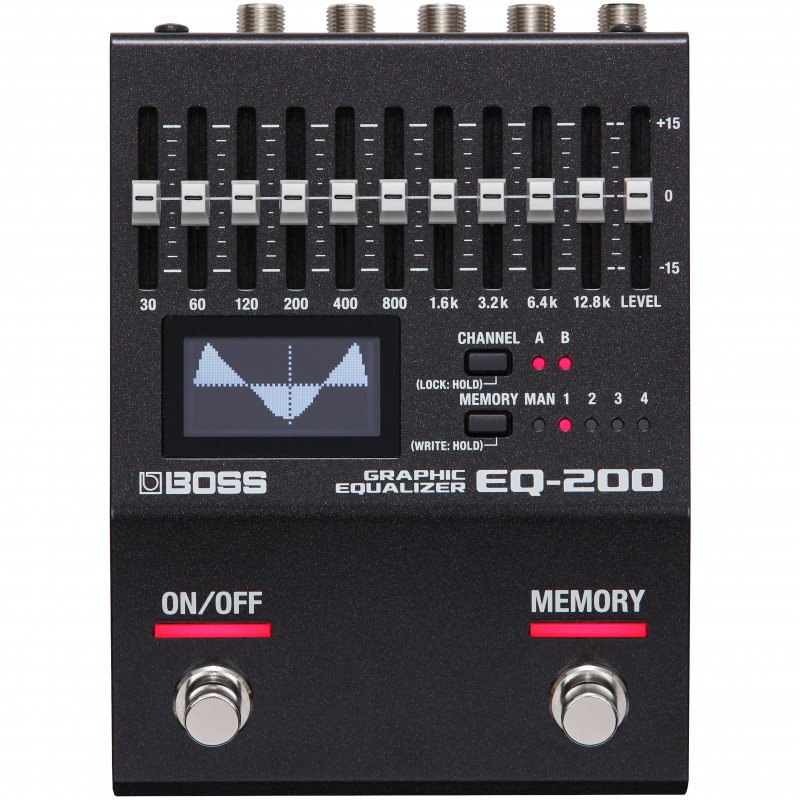 +15
0
-15
30 60 120 200 400 800 1.6k 3.2k 6.4k 12.8k LEVEL
CHANNEL A B
(LOCK: HOLD)
MEMORY MAN 1 2 3 4
(WRITE: HOLD)
BOSS GRAPHIC EQUALIZER EQ-200
ON/OFF MEMORY